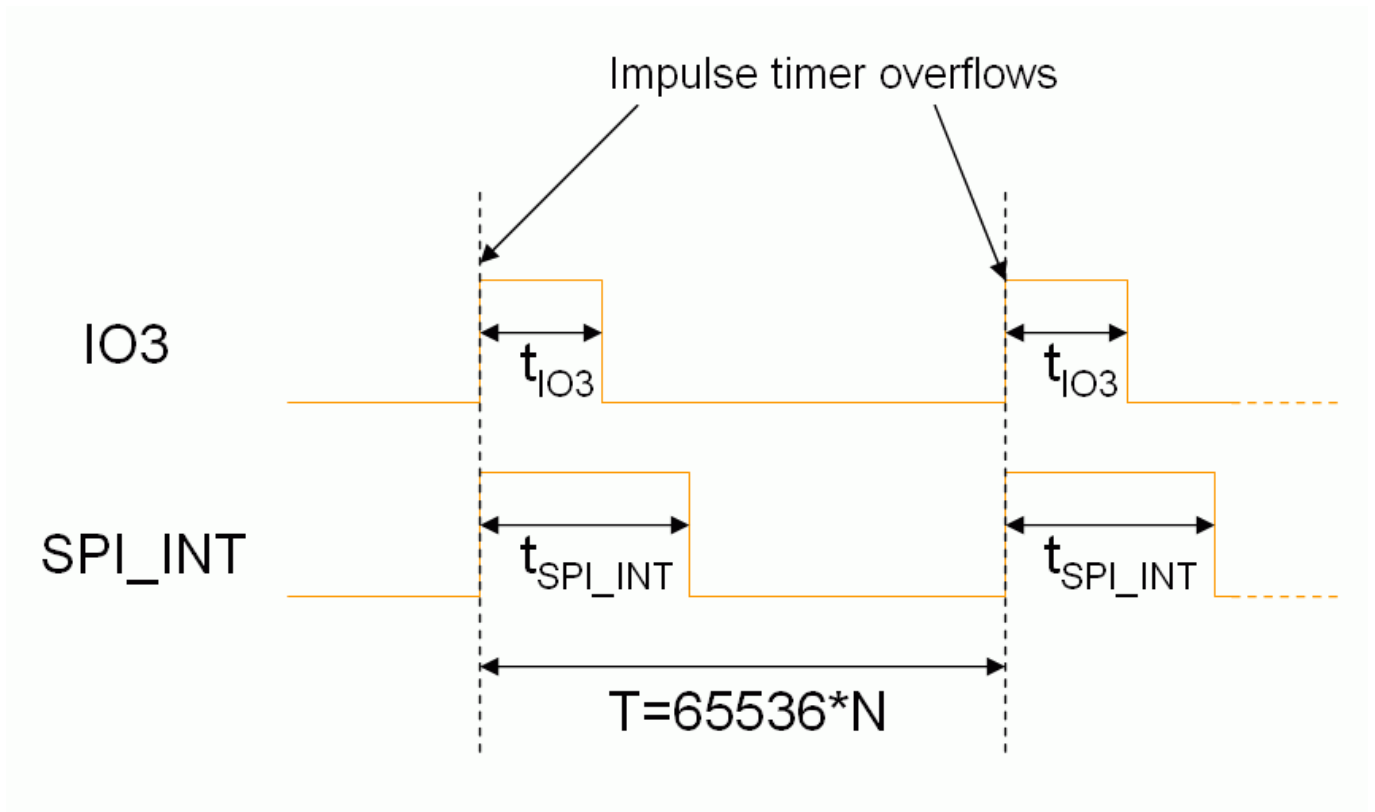 Impulse timer overflows
IO3
tIO3
tIO3
SPI_INT
tSPI_INT
tSPI_INT
T=65536*N